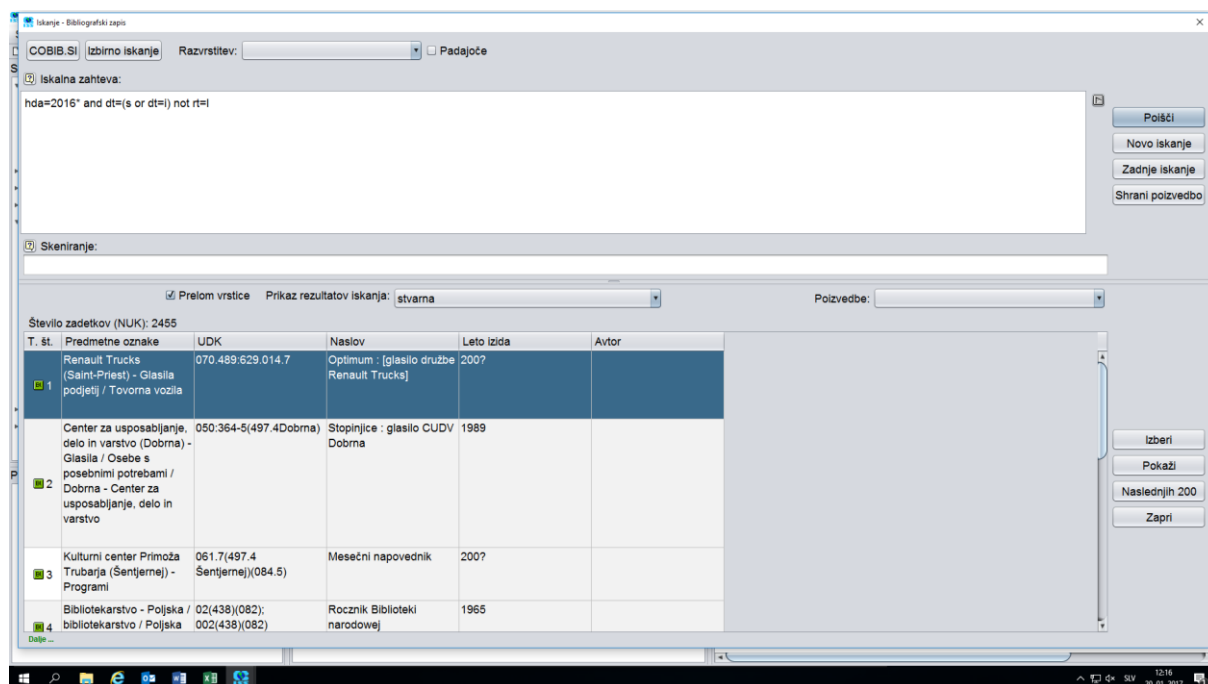 Iskanje - Bibliografski zapis
COBIB.SI Izbirno iskanje Razvrstitev: Padajoče
Iskalna zahteva:
hda=2016* and dt=(s or dt=i) not rt=l
Poišči
Novo iskanje
Zadnje iskanje
Shrani poizvedbo
Skeniranje:
Prelom vrstice Prikaz rezultatov iskanja: stvarna Poizvedbe:
Število zadetkov (NUK): 2455
T. št. Predmetne oznake UDK Naslov Leto izida Avtor
1 Renault Trucks 070.489:629.014.7 Optimum : [glasilo družbe 200?
(Saint-Priest) - Glasila Renault Trucks]
podjetij / Tovorna vozila
2 Center za usposabljanje, 050:364-5(497.4Dobrna) Stopinjice : glasilo CUDV 1989
delo in varstvo (Dobrna) - Dobrna
Glasila / Osebe s
posebnimi potrebami /
Dobrna - Center za
usposabljanje, delo in
varstvo
3 Kulturni center Primoža 061.7(497.4 Mesečni napovednik 200?
Trubarja (Šentjernej) - Šentjernej)(084.5)
Programi
4 Bibliotekarstvo - Poljska / 02(438)(082); Rocznik Biblioteki 1965
bibliotekarstvo / Poljska 002(438)(082) narodowej
Dalje ...
Izberi
Pokaži
Naslednjih 200
Zapri
SLV 12:16
20. 01. 2017